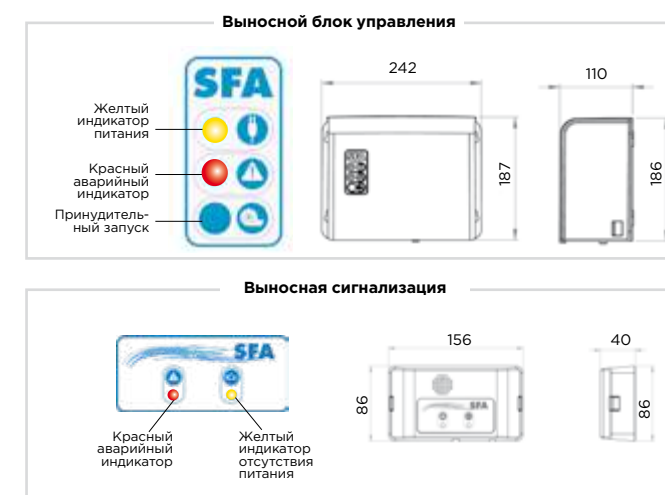 Выносной блок управления
SFA
Желтый
индикатор
питания
Красный
аварийный
индикатор
Принудитель-
ный запуск
242
187
110
186
Выносная сигнализация
SFA
Красный
аварийный
индикатор
Желтый
индикатор
отсутствия
питания
156
86
SFA
40
86